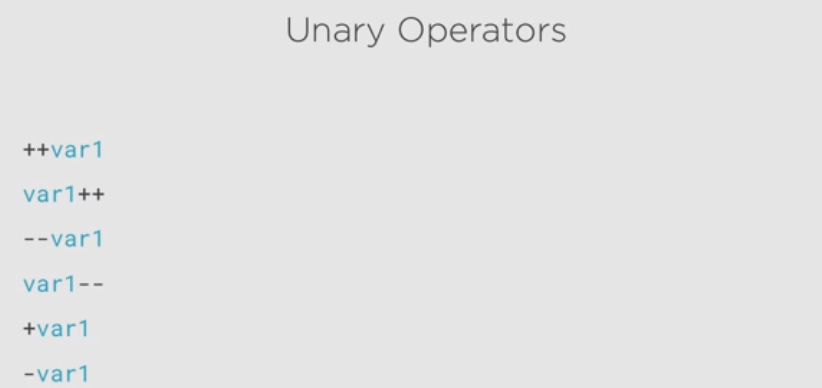 Unary Operators
++var1
var1++
--var1
var1--
+var1
-var1